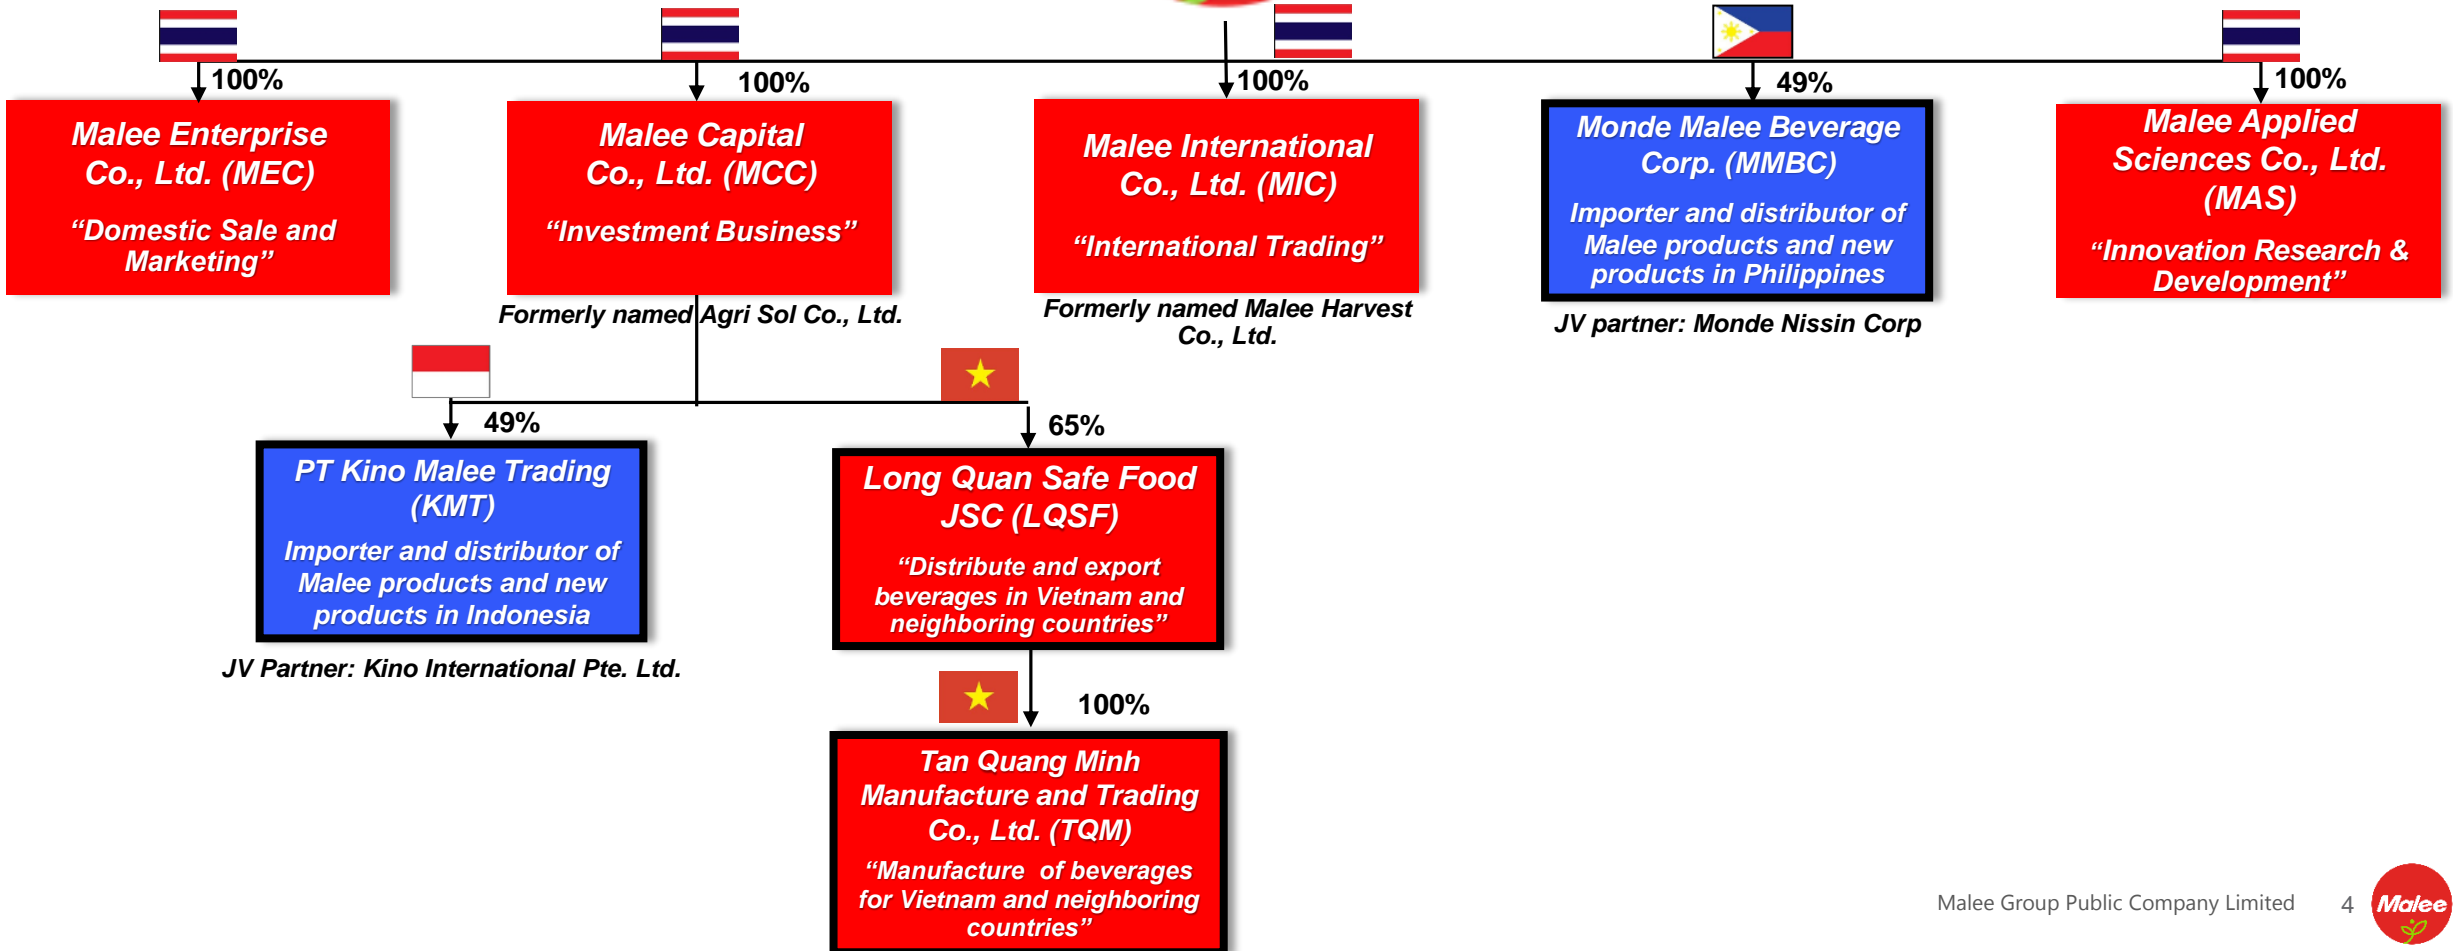 100%
100%
100%
49%
100%
Malee Enterprise
Co., Ltd. (MEC)
“Domestic Sale and
Marketing”
Malee Capital
Co., Ltd. (MCC)
“Investment Business”
Formerly named Agri Sol Co., Ltd.
Malee International
Co., Ltd. (MIC)
“International Trading”
Formerly named Malee Harvest
Co., Ltd.
Monde Malee Beverage
Corp. (MMBC)
Importer and distributor of
Malee products and new
products in Philippines
JV partner: Monde Nissin Corp
Malee Applied
Sciences Co., Ltd.
(MAS)
“Innovation Research &
Development”
49%
65%
PT Kino Malee Trading
(KMT)
Importer and distributor of
Malee products and new
products in Indonesia
JV Partner: Kino International Pte. Ltd.
Long Quan Safe Food
JSC (LQSF)
“Distribute and export
beverages in Vietnam and
neighboring countries”
100%
Tan Quang Minh
Manufacture and Trading
Co., Ltd. (TQM)
“Manufacture  of beverages
for Vietnam and neighboring
countries”
Malee Group Public Company Limited
4
Malee